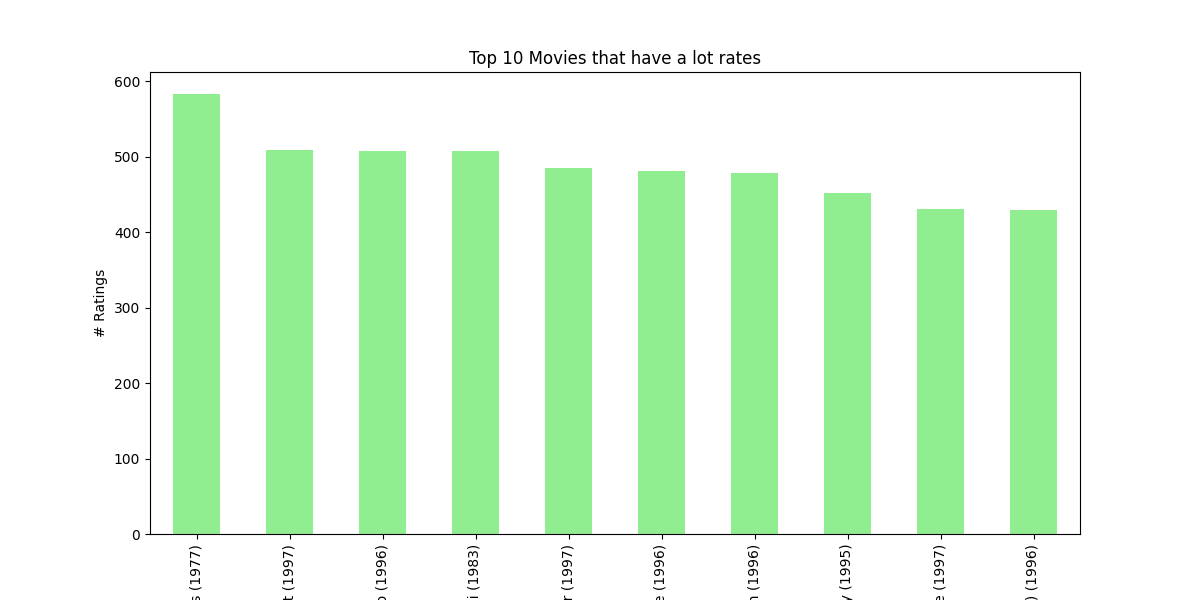 Top 10 Movies that have a lot rates
# Ratings
600
500
400
300
200
100
0
s (1977)
t (1997)
(1996)
i (1983)
r (1997)
e (1996)
n (1996)
y (1995)
e (1997)
) (1996)